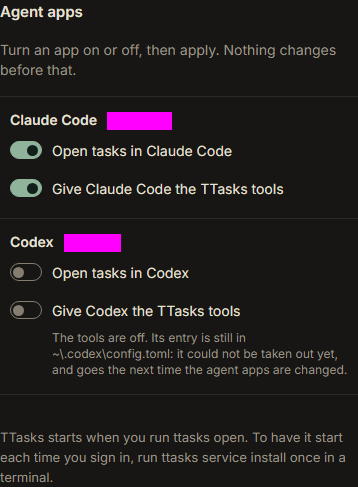 Agent apps
Turn an app on or off, then apply. Nothing changes
before that.
Claude Code
Open tasks in Claude Code
Give Claude Code the TTasks tools
Codex
Open tasks in Codex
Give Codex the TTasks tools
The tools are off. Its entry is still in
~\.codex\config.toml: it could not be taken out yet,
and goes the next time the agent apps are changed.
TTasks starts when you run ttasks open. To have it start
each time you sign in, run ttasks service install once in a
terminal.